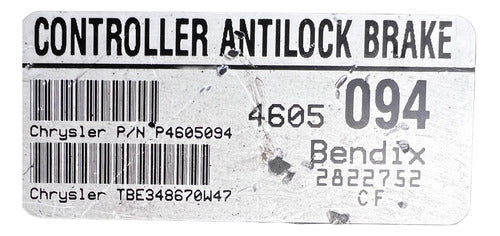 CONTROLLER ANTILOCK BRAKE
4605 094
Chrysler P/N P4605094
Bendix
2822752
Chrysler TBE348670W47
CF